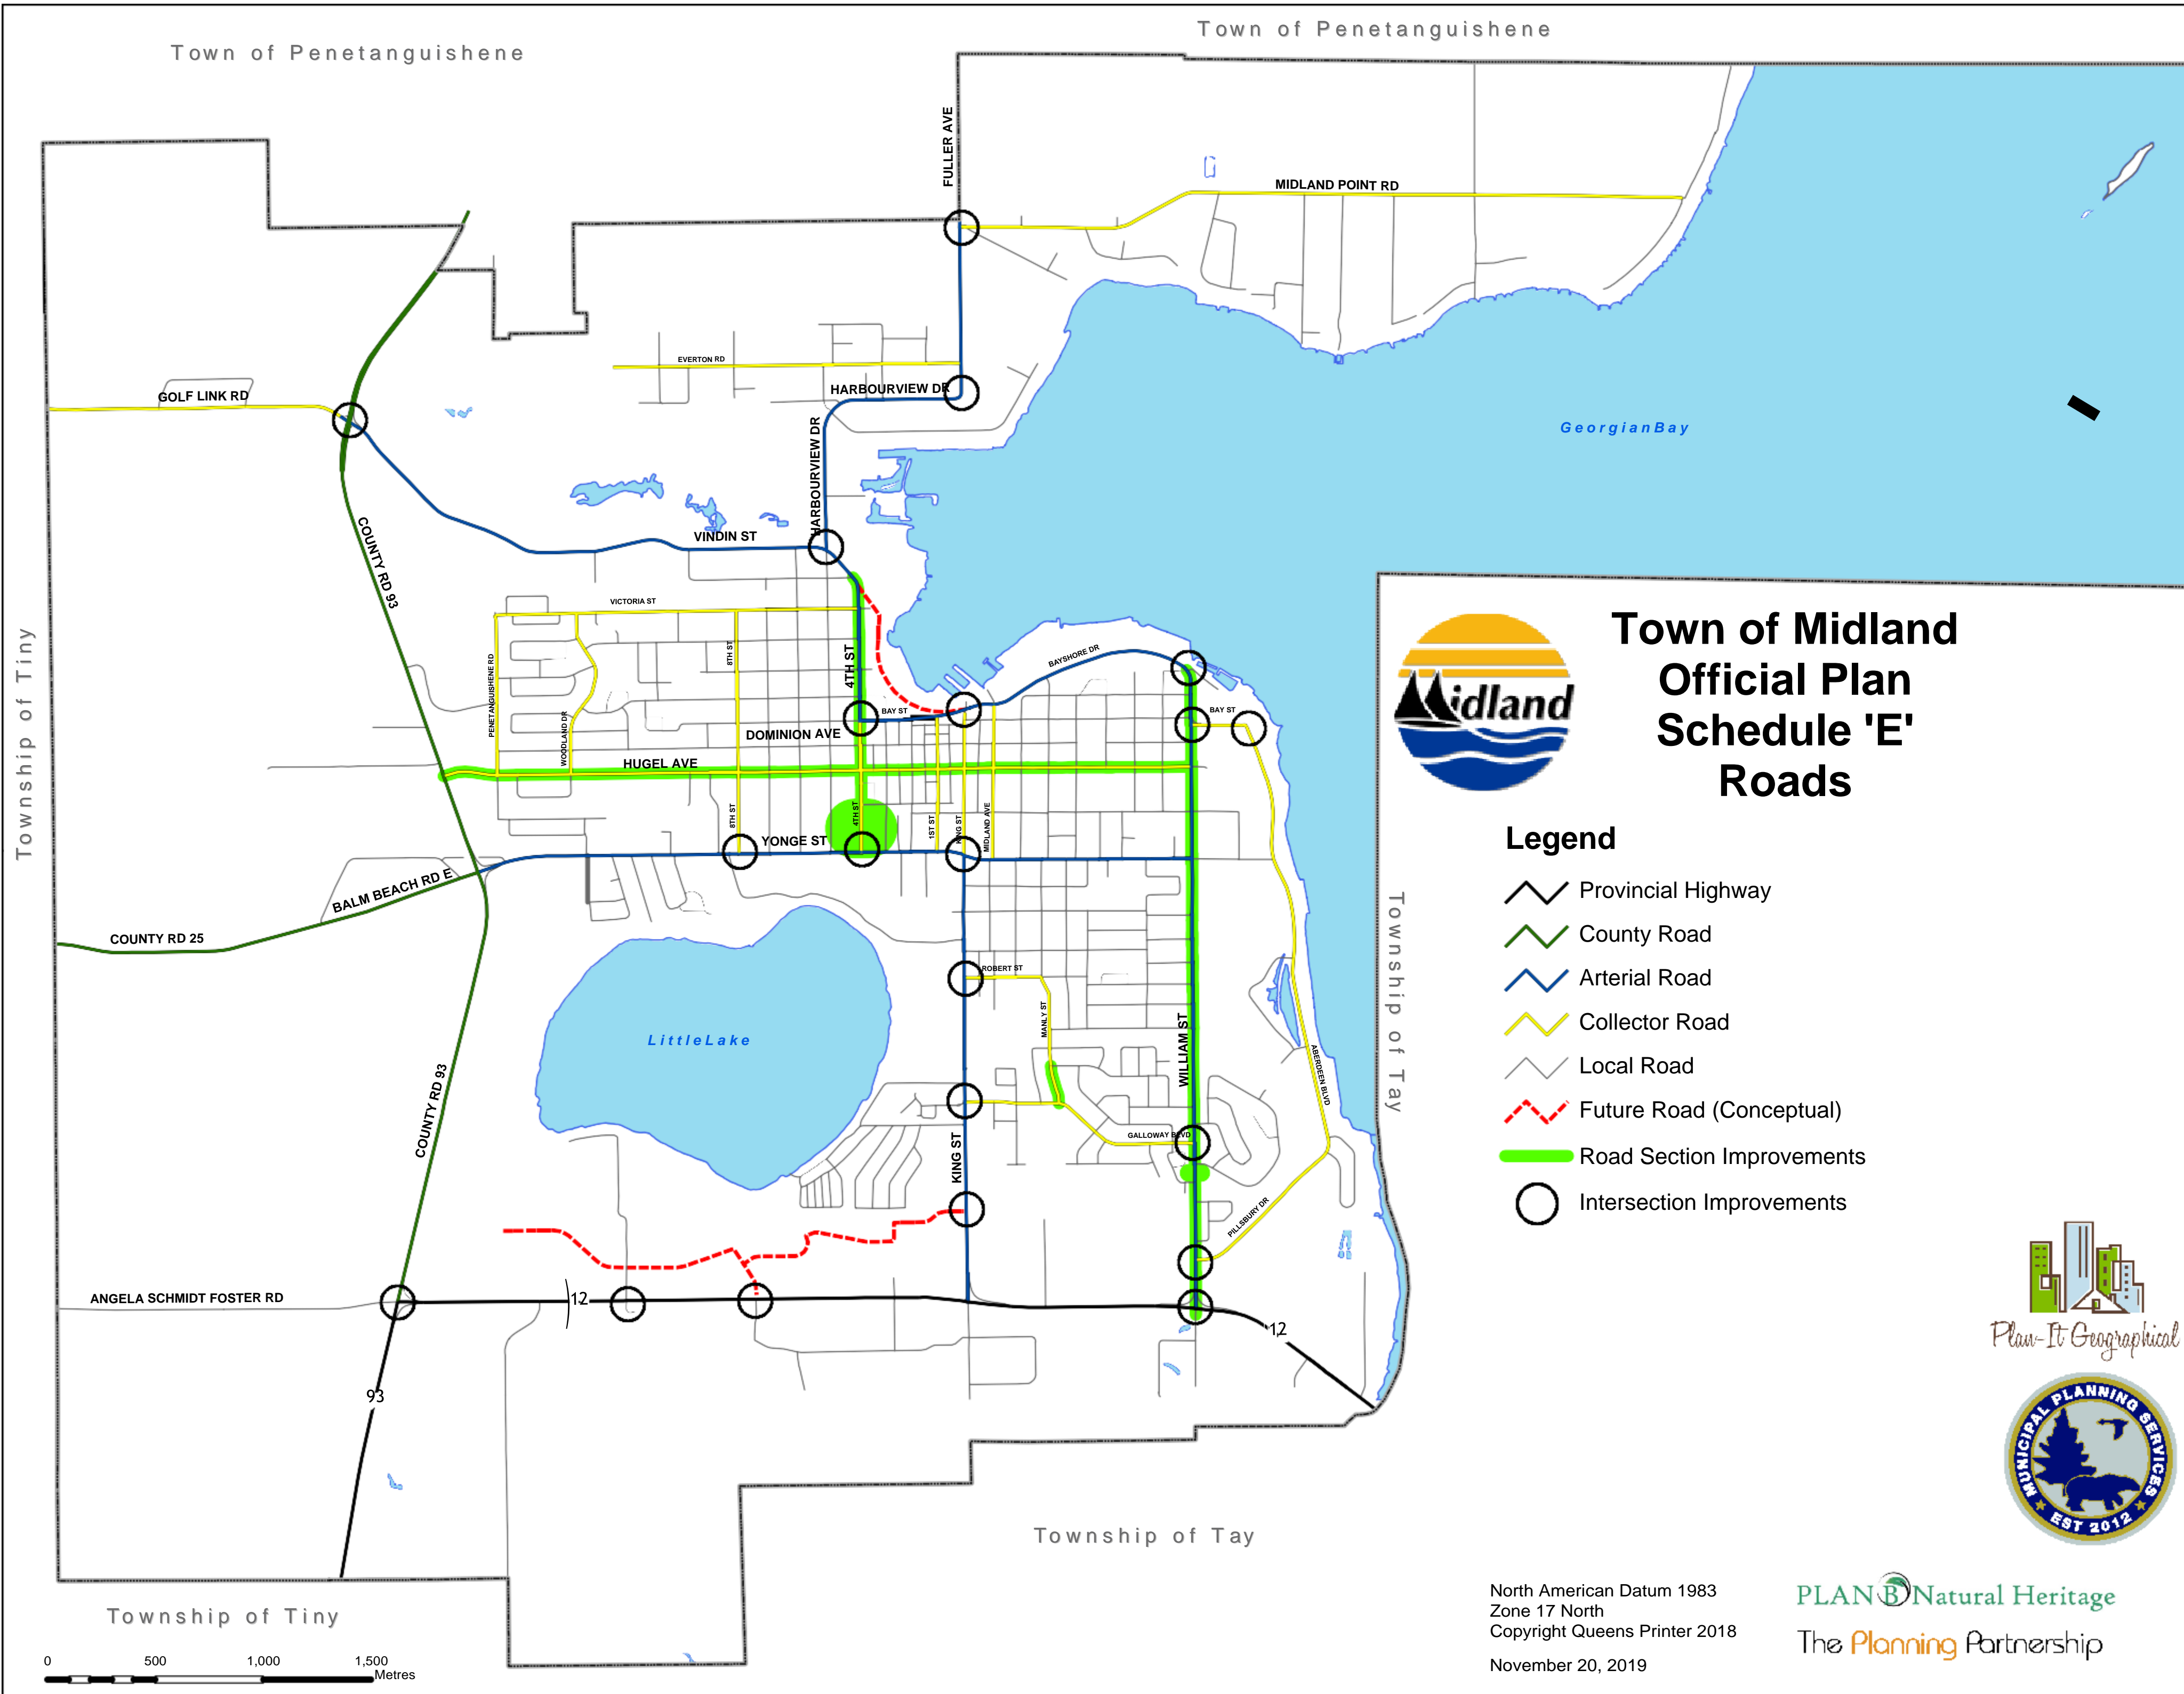 Town of Penetanguishene
Town of Penetanguishene
FULLER AVE
MIDLAND POINT RD
EVERTON RD
GOLF LINK RD
HARBOURVIEW DR
HARBOURVIEW DR
GeorgianBay
COUNTY RD 93
VINDIN ST
VICTORIA ST
8TH ST
4TH ST
PENETANGUISHENE RD
WOODLAND DR
BAYSHORE DR
BAY ST
BAY ST
DOMINION AVE
HUGEL AVE
8TH ST
4TH ST
1ST ST
KING ST
MIDLAND AVE
YONGE ST
BALM BEACH RD E
COUNTY RD 25
ROBERT ST
MANLY ST
WILLIAM ST
LittleLake
ABERDEEN BLVD
COUNTY RD 93
KING ST
GALLOWAY BLVD
PILLSBURY DR
ANGELA SCHMIDT FOSTER RD
12
12
93
Township of Tiny
Township of Tay
Township of Tay
Township of Tiny
0 500 1,000 1,500
Metres
Midland
Town of Midland
Official Plan
Schedule 'E'
Roads
Legend
Provincial Highway
County Road
Arterial Road
Collector Road
Local Road
Future Road (Conceptual)
Road Section Improvements
Intersection Improvements
Plan-It Geographical
MUNICIPAL PLANNING SERVICES
EST 2012
North American Datum 1983
Zone 17 North
Copyright Queens Printer 2018
November 20, 2019
PLAN B Natural Heritage
The Planning Partnership